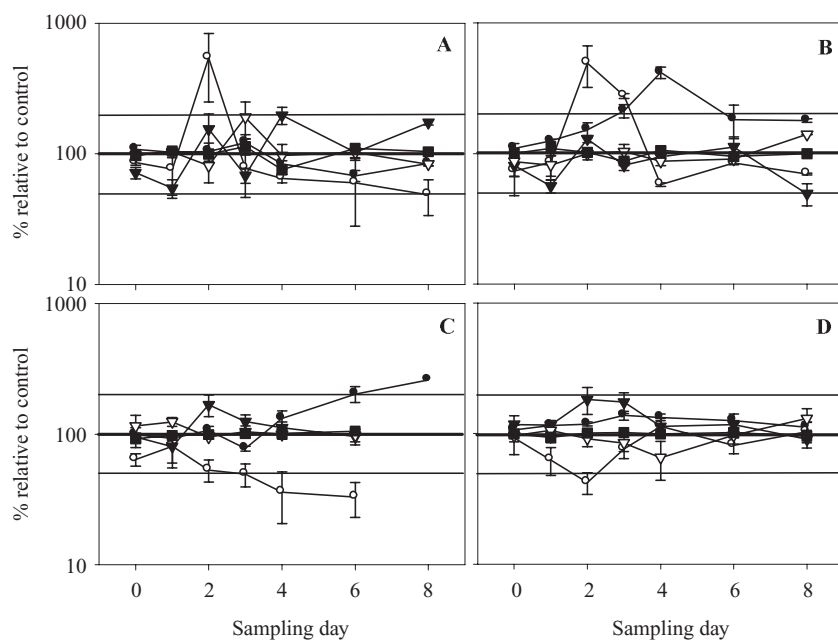 1000
A
B
% relative to control
100
10
1000
C
D
% relative to control
100
10
0 2 4 6 8 0 2 4 6 8
Sampling day Sampling day